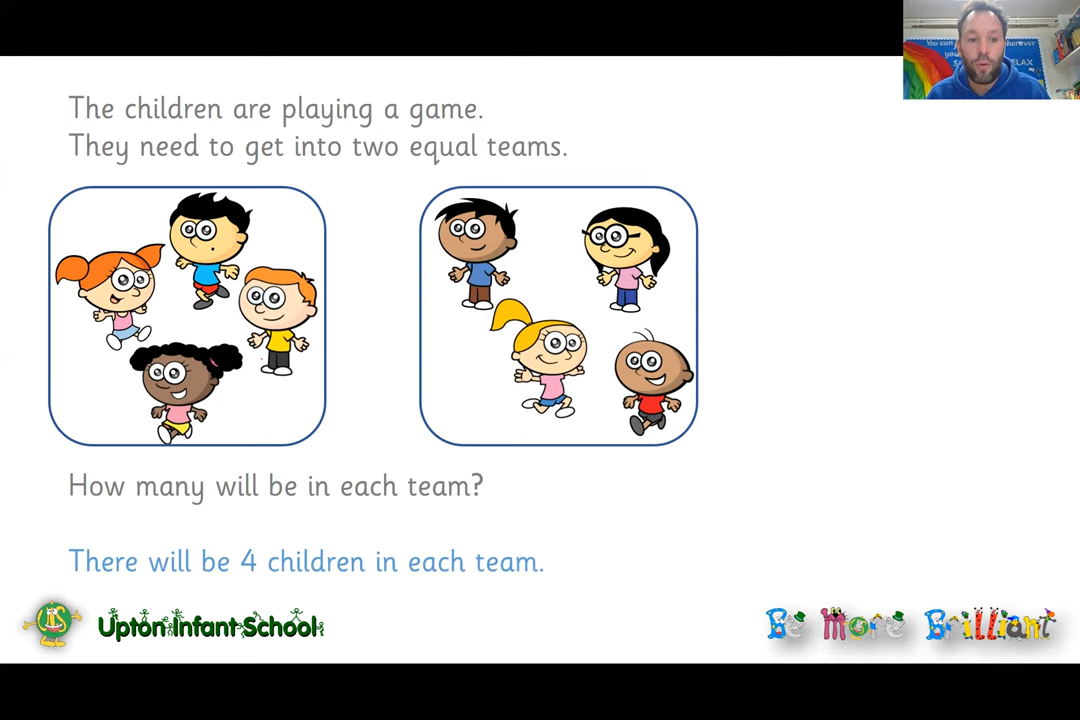 The children are playing a game.
They need to get into two equal teams.
How many will be in each team?
There will be 4 children in each team.
Upton Infant School
Be More Brilliant